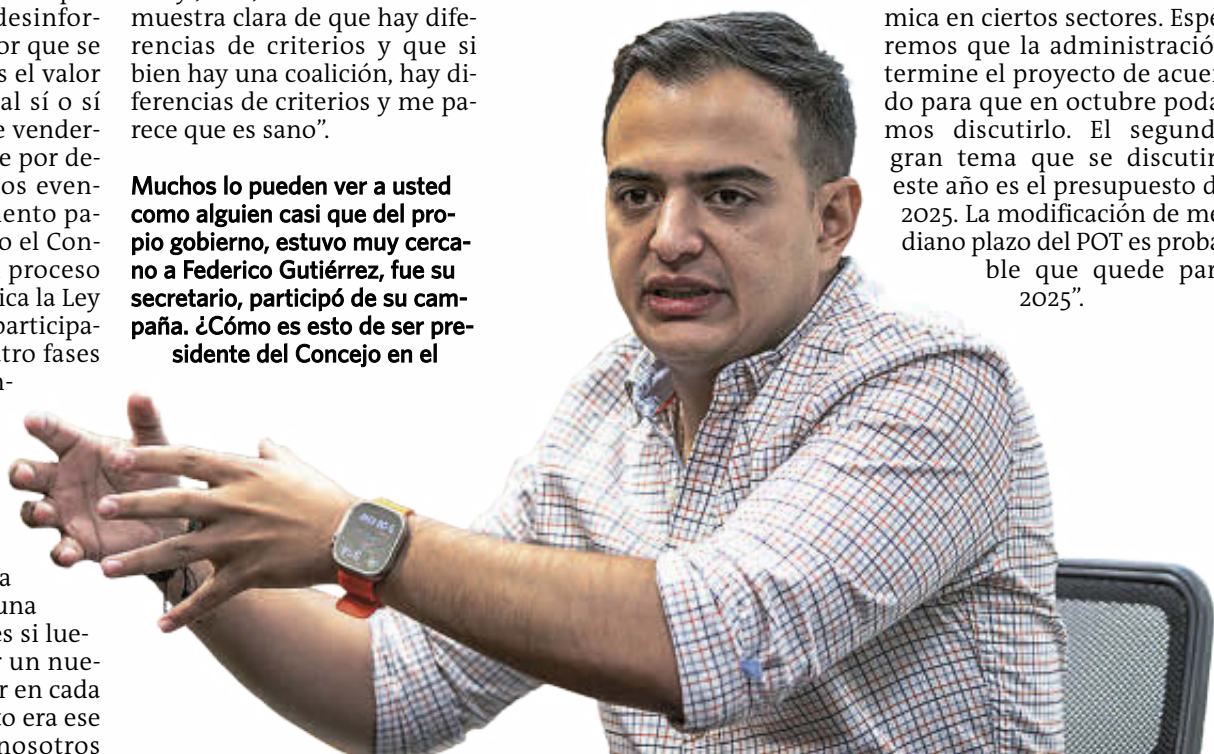 desinfor-
or que se
s el valor
al sí o sí
e vender-
e por de-
os even-
ento pa-
o el Con-
proceso
ica la Ley
participa-
tro fases
n-
a
una
es si lue-
r un nue-
r en cada
to era ese
nosotros
muestra clara de que hay dife-
rencias de criterios y que si
bien hay una coalición, hay di-
ferencias de criterios y me pa-
rece que es sano”.
Muchos lo pueden ver a usted
como alguien casi que del pro-
pio gobierno, estuvo muy cerca-
no a Federico Gutiérrez, fue su
secretario, participó de su cam-
paña. ¿Cómo es esto de ser pre-
sidente del Concejo en el
mica en ciertos sectores. Espe
remos que la administració
termine el proyecto de acuer
do para que en octubre poda
mos discutirlo. El segund
gran tema que se discutir
este año es el presupuesto d
2025. La modificación de me
diano plazo del POT es proba
ble que quede par
2025”.